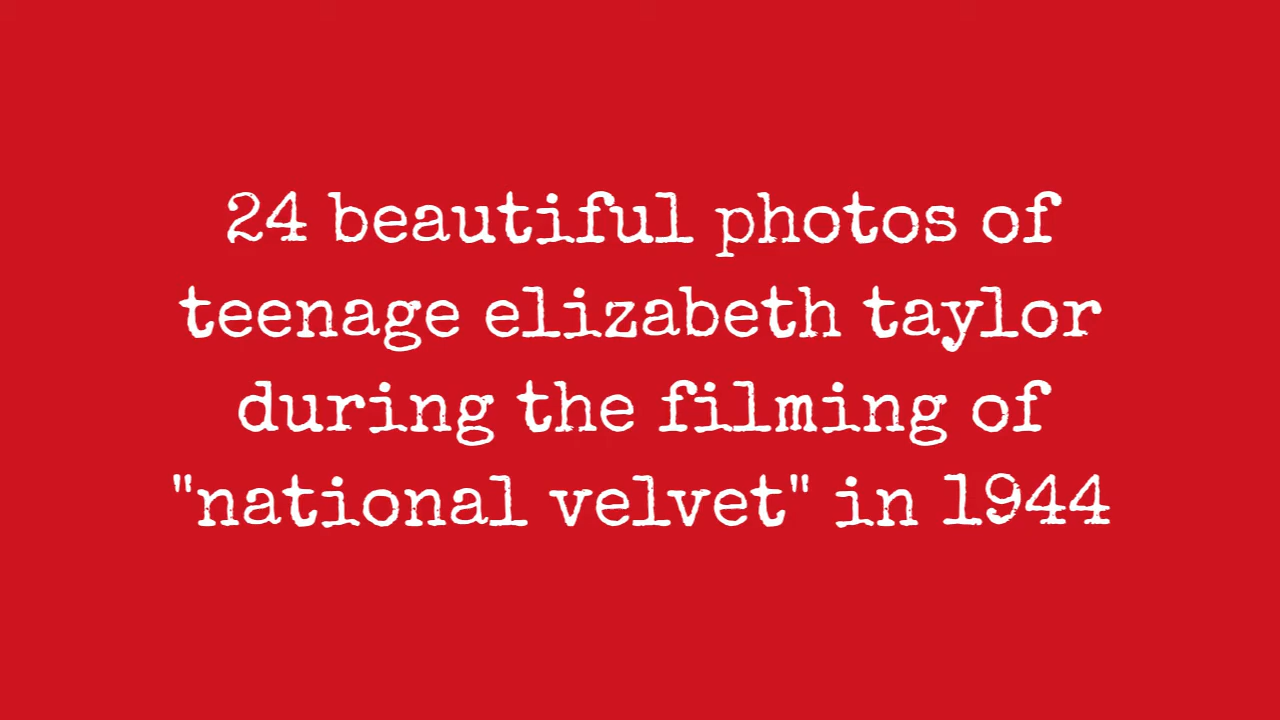 24 beautiful photos of
teenage elizabeth taylor
during the filming of
"national velvet" in 1944